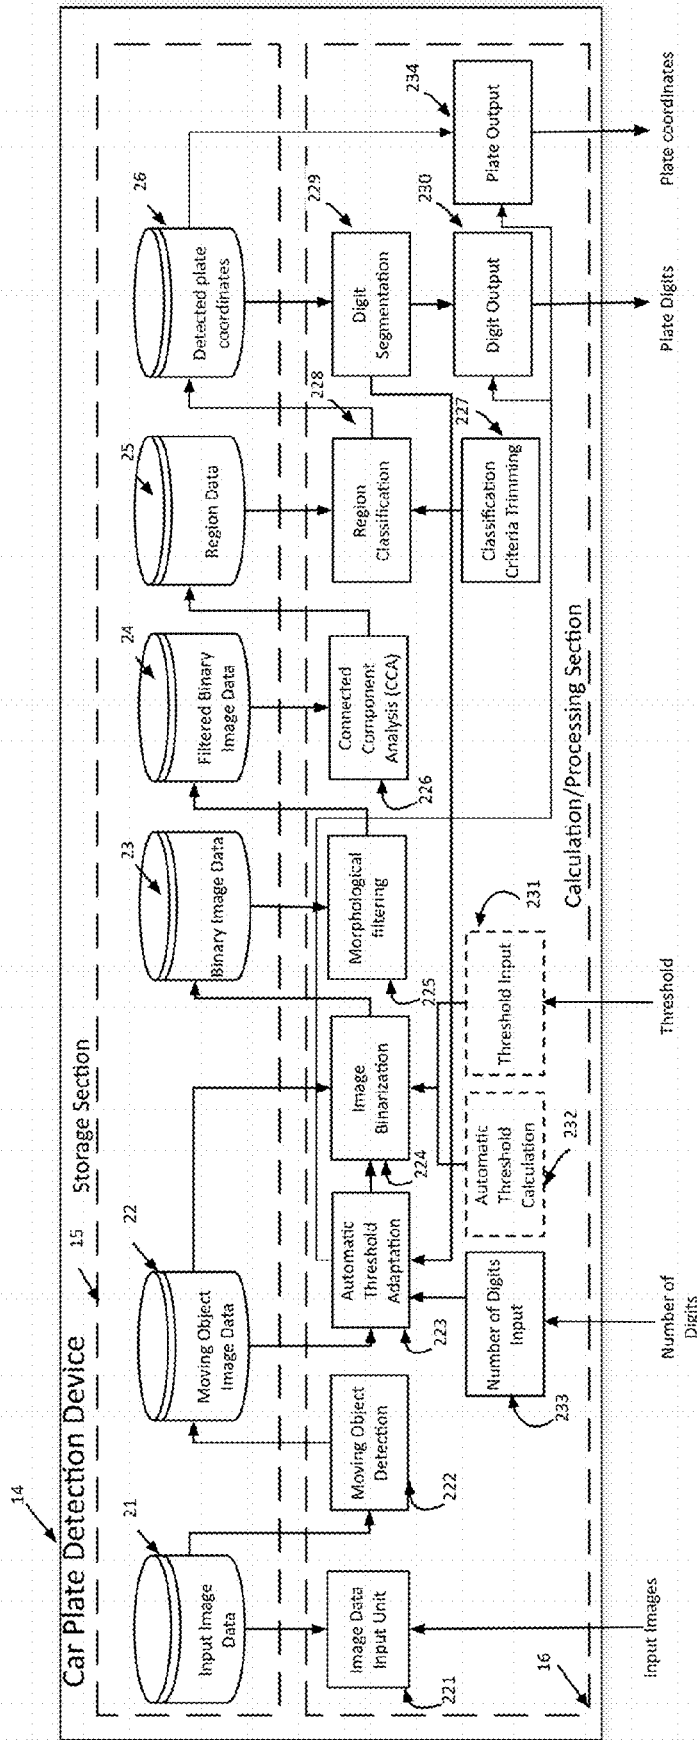 14
Car Plate Detection Device
15
Storage Section
21
Input Image
Data
22
Moving Object
Image Data
23
Binary Image Data
24
Filtered Binary
Image Data
25
Region Data
26
Detected plate
coordinates
Image Data
Input Unit
221
Moving Object
Detection
222
Automatic
Threshold
Adaptation
223
Image
Binarization
224
Morphological
filtering
225
Connected
Component
Analysis (CCA)
226
Region
Classification
228
Digit
Segmentation
229
Number of Digits
Input
233
Automatic
Threshold
Calculation
232
Threshold Input
231
Classification
Criteria Trimming
227
Digit Output
230
Plate Output
234
16
Calculation/Processing Section
Input Images
Number of
Digits
Threshold
Plate Digits
Plate coordinates